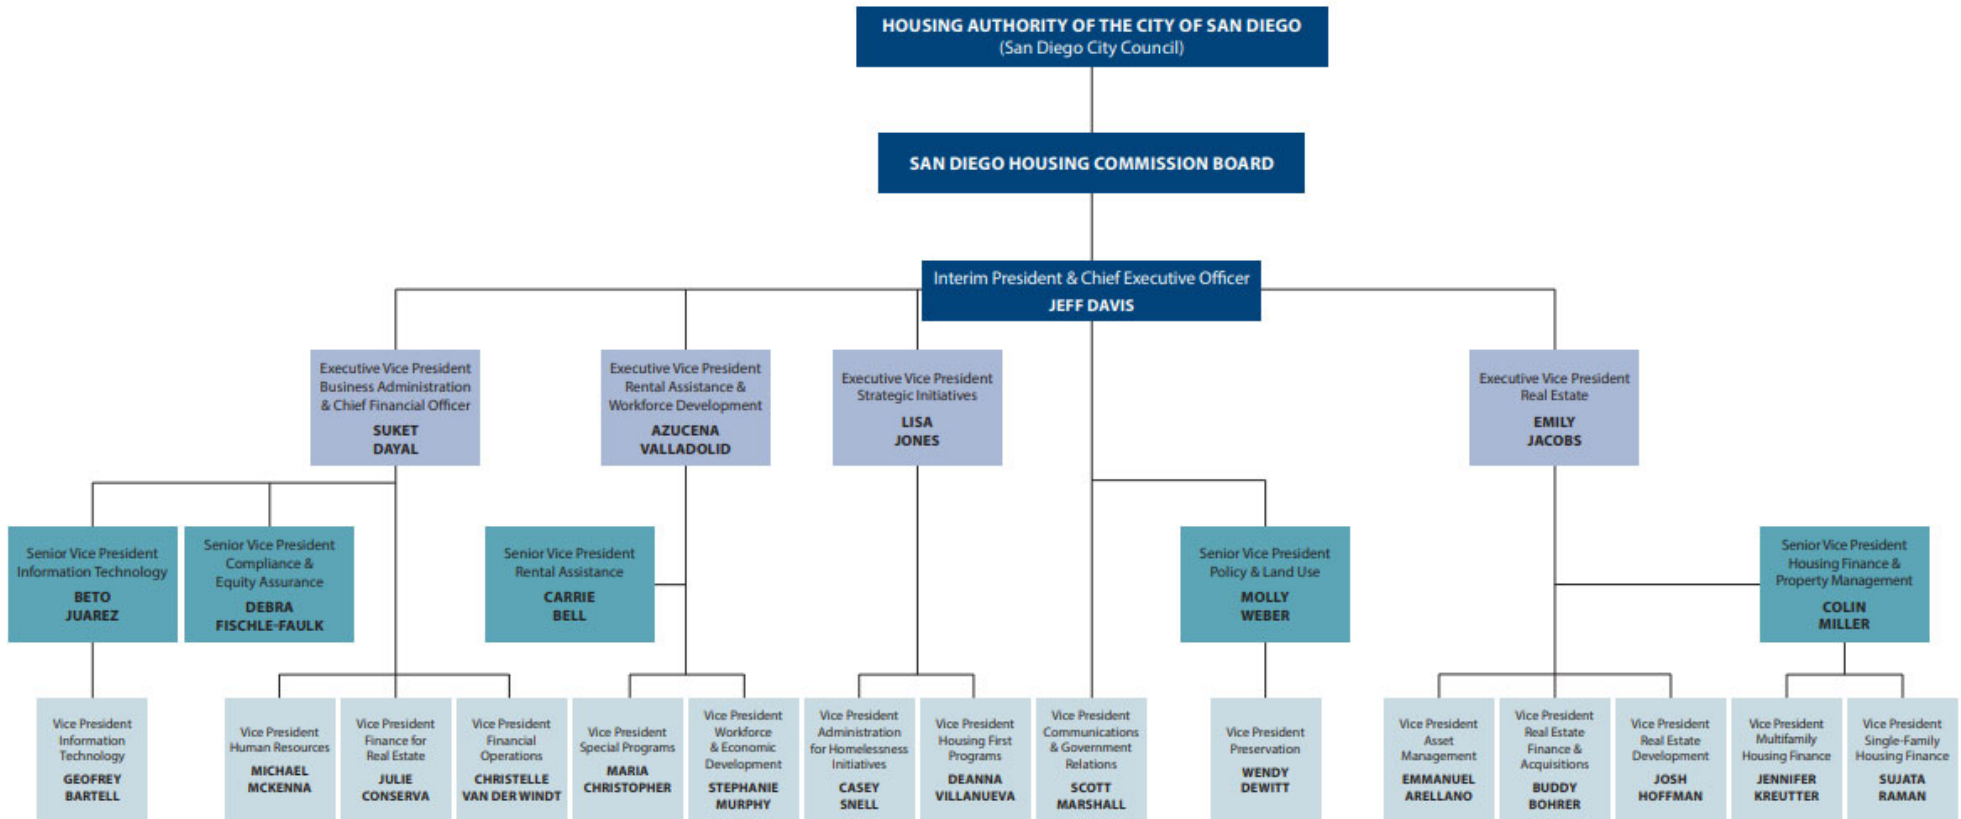 HOUSING AUTHORITY OF THE CITY OF SAN DIEGO
(San Diego City Council)
SAN DIEGO HOUSING COMMISSION BOARD
Interim President & Chief Executive Officer
JEFF DAVIS
Executive Vice President
Business Administration
& Chief Financial Officer
SUKET
DAYAL
Executive Vice President
Rental Assistance &
Workforce Development
AZUCENA
VALLADOLID
Executive Vice President
Strategic Initiatives
LISA
JONES
Executive Vice President
Real Estate
EMILY
JACOBS
Senior Vice President
Information Technology
BETO
JUAREZ
Senior Vice President
Compliance &
Equity Assurance
DEBRA
FISCHLE-FAULK
Senior Vice President
Rental Assistance
CARRIE
BELL
Senior Vice President
Policy & Land Use
MOLLY
WEBER
Senior Vice President
Housing Finance &
Property Management
COLIN
MILLER
Vice President
Information
Technology
GEOFREY
BARTELL
Vice President
Human Resources
MICHAEL
MCKENNA
Vice President
Finance for
Real Estate
JULIE
CONSERVA
Vice President
Financial
Operations
CHRISTELLE
VAN DER WINDT
Vice President
Special Programs
MARIA
CHRISTOPHER
Vice President
Workforce
& Economic
Development
STEPHANIE
MURPHY
Vice President
Administration
for Homelessness
Initiatives
CASEY
SNELL
Vice President
Housing First
Programs
DEANNA
VILLANUEVA
Vice President
Communications
& Government
Relations
SCOTT
MARSHALL
Vice President
Preservation
WENDY
DEWITT
Vice President
Asset
Management
EMMANUEL
ARELLANO
Vice President
Real Estate
Finance &
Acquisitions
BUDDY
BOHRER
Vice President
Real Estate
Development
JOSH
HOFFMAN
Vice President
Multifamily
Housing Finance
JENNIFER
KREUTTER
Vice President
Single-Family
Housing Finance
SUJATA
RAMAN